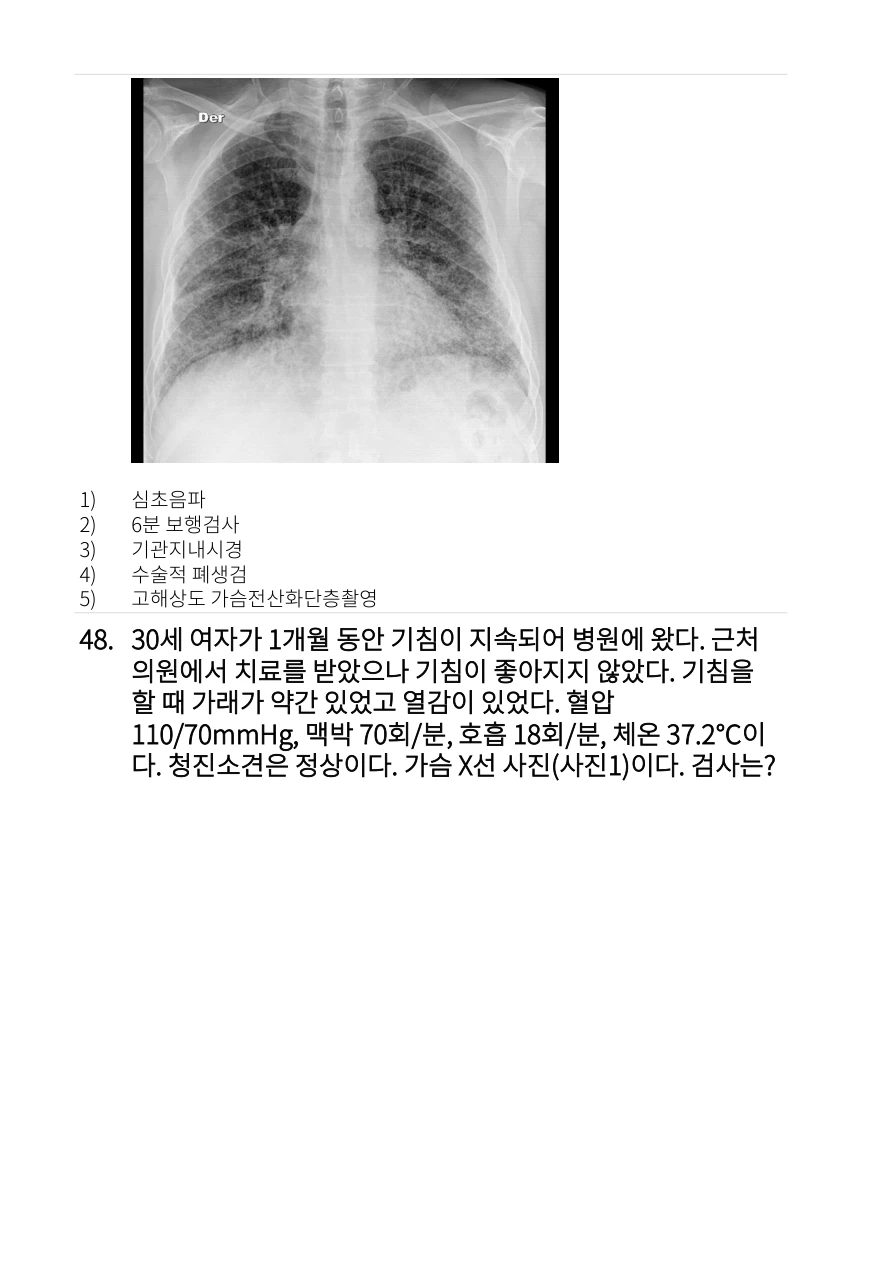 Der
1) 심초음파
2) 6분 보행검사
3) 기관지내시경
4) 수술적 폐생검
5) 고해상도 가슴전산화단층촬영
48. 30세 여자가 1개월 동안 기침이 지속되어 병원에 왔다. 근처
의원에서 치료를 받았으나 기침이 좋아지지 않았다. 기침을
할 때 가래가 약간 있었고 열감이 있었다. 혈압
110/70mmHg, 맥박 70회/분, 호흡 18회/분, 체온 37.2°C이
다. 청진소견은 정상이다. 가슴 X선 사진(사진1)이다. 검사는?